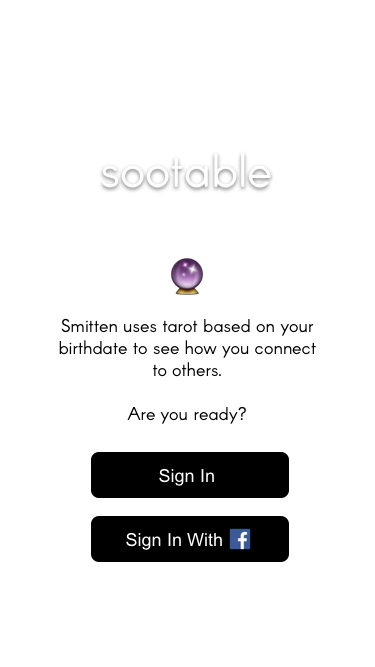 sootable
Smitten uses tarot based on your
birthdate to see how you connect
to others.
Are you ready?
Sign In
Sign In With f